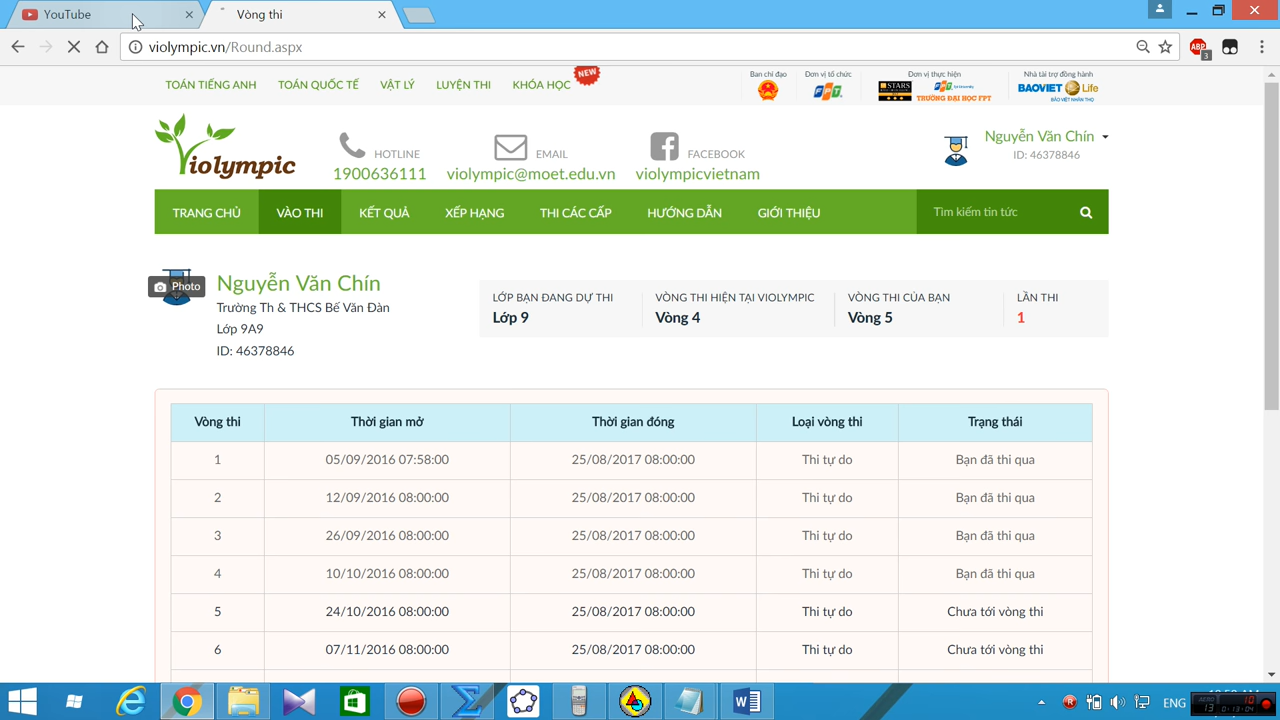 YouTube
Vòng thi
violympic.vn/Round.aspx
ABP
3
TOÁN TIẾNG ANH TOÁN QUỐC TẾ VẬT LÝ LUYỆN THI KHÓA HỌC NEW
Ban chỉ đạo Đơn vị tổ chức Đơn vị thực hiện Nhà tài trợ đồng hành
FPT STARS TRƯỜNG ĐẠI HỌC FPT BAOVIET Life
BẢO VIỆT NHÂN THỌ
Violympic
HOTLINE
1900636111
EMAIL
violympic@moet.edu.vn
FACEBOOK
violympicvietnam
Nguyễn Văn Chín
ID: 46378846
TRANG CHỦ VÀO THI KẾT QUẢ XẾP HẠNG THI CÁC CẤP HƯỚNG DẪN GIỚI THIỆU Tìm kiếm tin tức
Photo
Nguyễn Văn Chín
Trường Th & THCS Bế Văn Đàn
Lớp 9A9
ID: 46378846
LỚP BẠN ĐANG DỰ THI VÒNG THI HIỆN TẠI VIOLYMPIC VÒNG THI CỦA BẠN LẦN THI
Lớp 9 Vòng 4 Vòng 5 1
Vòng thi Thời gian mở Thời gian đóng Loại vòng thi Trạng thái
1 05/09/2016 07:58:00 25/08/2017 08:00:00 Thi tự do Bạn đã thi qua
2 12/09/2016 08:00:00 25/08/2017 08:00:00 Thi tự do Bạn đã thi qua
3 26/09/2016 08:00:00 25/08/2017 08:00:00 Thi tự do Bạn đã thi qua
4 10/10/2016 08:00:00 25/08/2017 08:00:00 Thi tự do Bạn đã thi qua
5 24/10/2016 08:00:00 25/08/2017 08:00:00 Thi tự do Chưa tới vòng thi
6 07/11/2016 08:00:00 25/08/2017 08:00:00 Thi tự do Chưa tới vòng thi
ENG